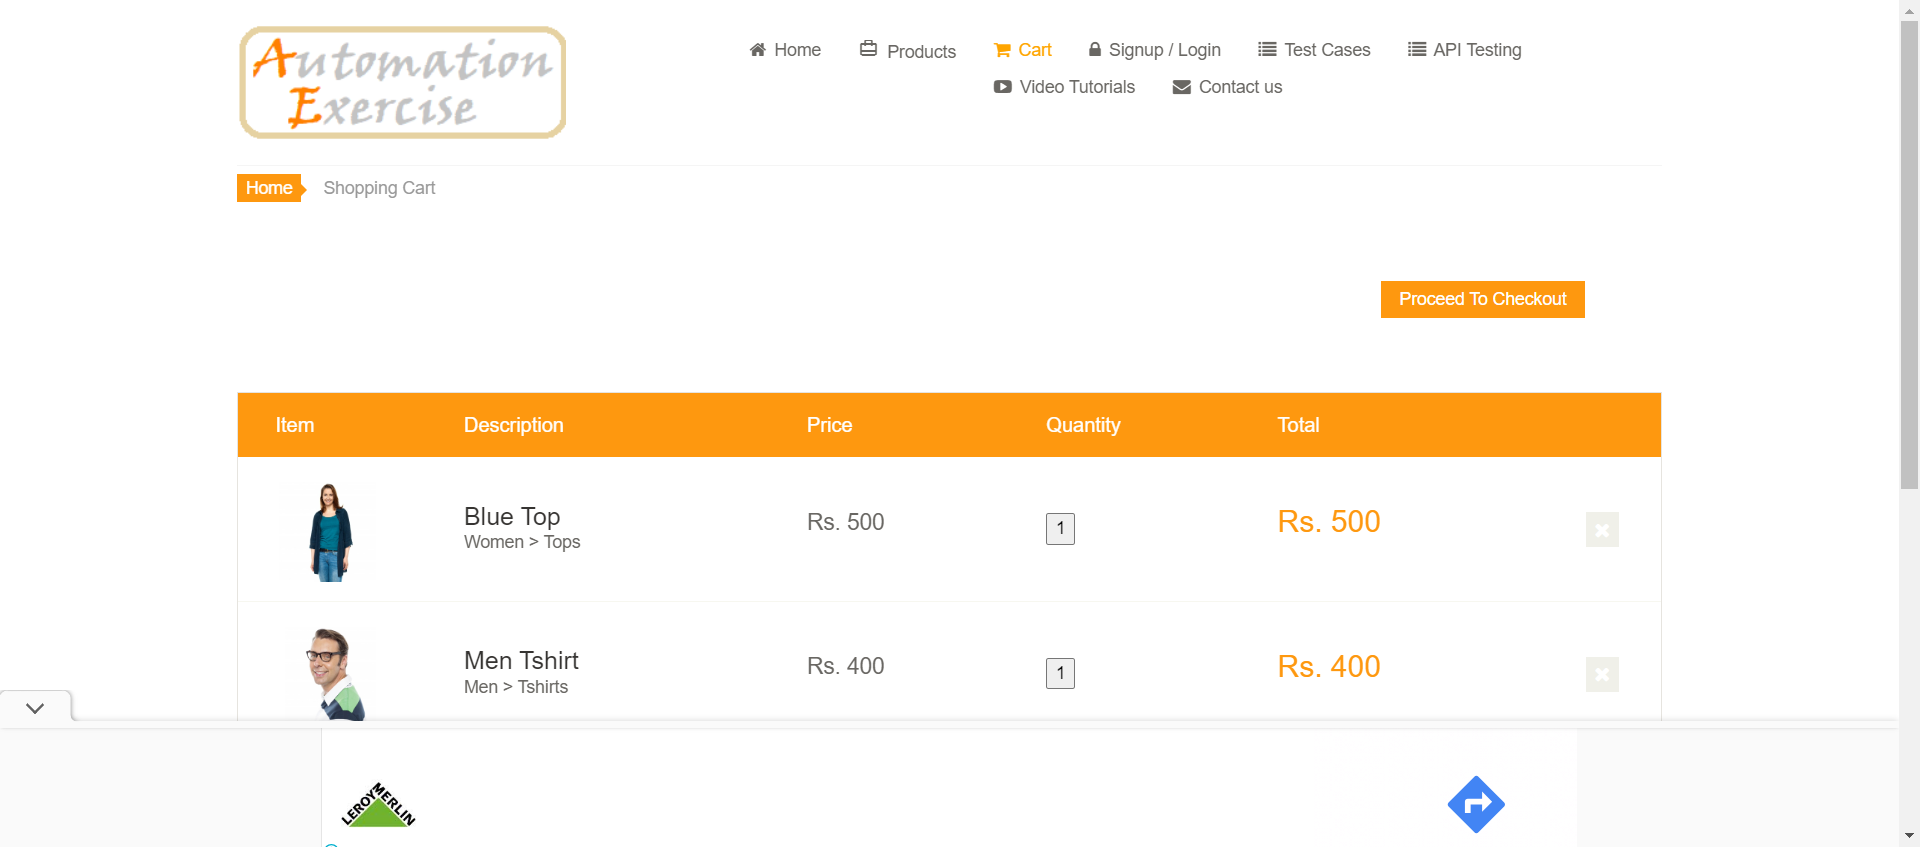 Automation
Exercise
Home
Products
Cart
Signup / Login
Test Cases
API Testing
Video Tutorials
Contact us
Home
Shopping Cart
Proceed To Checkout
Item Description Price Quantity Total
Blue Top
Women > Tops
Rs. 500
1
Rs. 500
Men Tshirt
Men > Tshirts
Rs. 400
1
Rs. 400
LEROY MERLIN